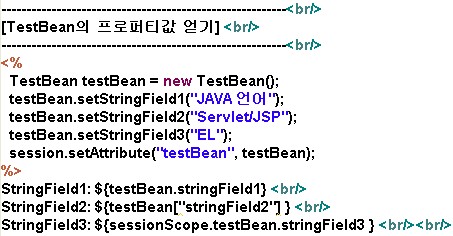 ----------------------------------------------------------<br/>
[TestBean의 프로퍼티값 얻기] <br/>
----------------------------------------------------------<br/>
<%
TestBean testBean = new TestBean();
testBean.setStringField1("JAVA 언어");
testBean.setStringField2("Servlet/JSP");
testBean.setStringField3("EL");
session.setAttribute("testBean", testBean);
%>
StringField1: ${testBean.stringField1} <br/>
StringField2: ${testBean["stringField2"] } <br/>
StringField3: ${sessionScope.testBean.stringField3 } <br/><br/>